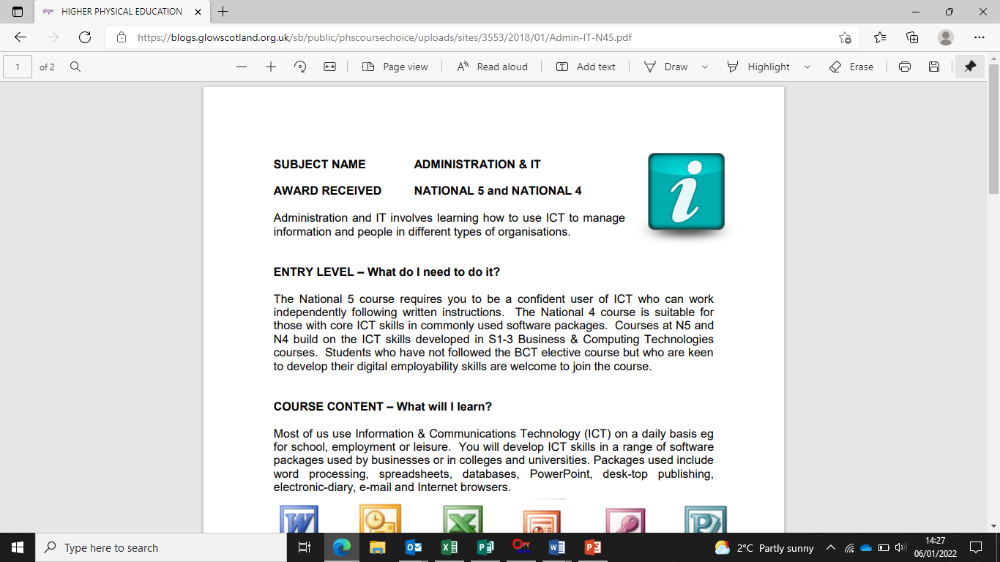 glow HIGHER PHYSICAL EDUCATION
https://blogs.glowscotland.org.uk/sb/public/phscoursechoice/uploads/sites/3553/2018/01/Admin-IT-N45.pdf
1 of 2 Page view Read aloud Add text Draw Highlight Erase
SUBJECT NAME ADMINISTRATION & IT
AWARD RECEIVED NATIONAL 5 and NATIONAL 4
Administration and IT involves learning how to use ICT to manage
information and people in different types of organisations.
ENTRY LEVEL – What do I need to do it?
The National 5 course requires you to be a confident user of ICT who can work
independently following written instructions. The National 4 course is suitable for
those with core ICT skills in commonly used software packages. Courses at N5 and
N4 build on the ICT skills developed in S1-3 Business & Computing Technologies
courses. Students who have not followed the BCT elective course but who are keen
to develop their digital employability skills are welcome to join the course.
COURSE CONTENT – What will I learn?
Most of us use Information & Communications Technology (ICT) on a daily basis eg
for school, employment or leisure. You will develop ICT skills in a range of software
packages used by businesses or in colleges and universities. Packages used include
word processing, spreadsheets, databases, PowerPoint, desk-top publishing,
electronic-diary, e-mail and Internet browsers.
Type here to search
2°C Partly sunny
14:27
06/01/2022